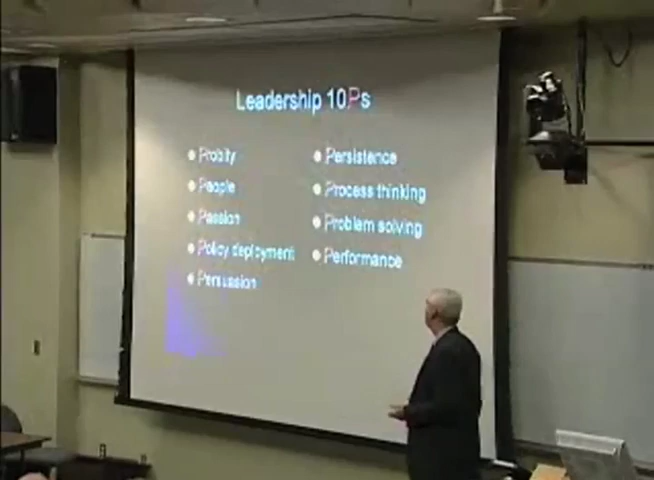 Leadership 10Ps
Probity
People
Passion
Policy deployment
Persuasion
Persistence
Process thinking
Problem solving
Performance